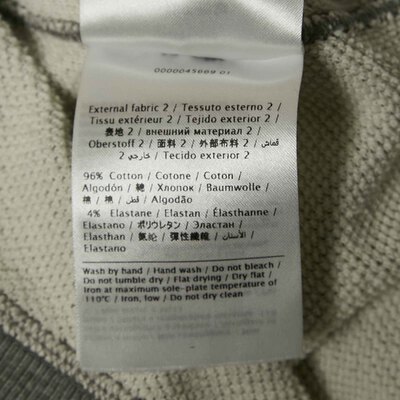 0000045669 01
External fabric 2 / Tessuto esterno 2 /
Tissu extérieur 2 / Tejido exterior 2 /
表地 2 / внешний материал 2 /
Oberstoff 2 / 面料 2 / 外部布料 2 / قماش
خارجي 2 / Tecido exterior 2
96% Cotton / Cotone / Coton /
Algodón / 綿 / Хлопок / Baumwolle /
棉 / 棉 / قطن / Algodão
4% Elastane / Elastan / Élasthanne /
Elastano / ポリウレタン / Эластан /
Elasthan / 氨纶 / 彈性纖維 / الاستان /
Elastano
Wash by hand / Hand wash / Do not bleach /
Do not tumble dry / Flat drying / Dry flat /
Iron at maximum sole-plate temperature of
110°C / Iron, low / Do not dry clean